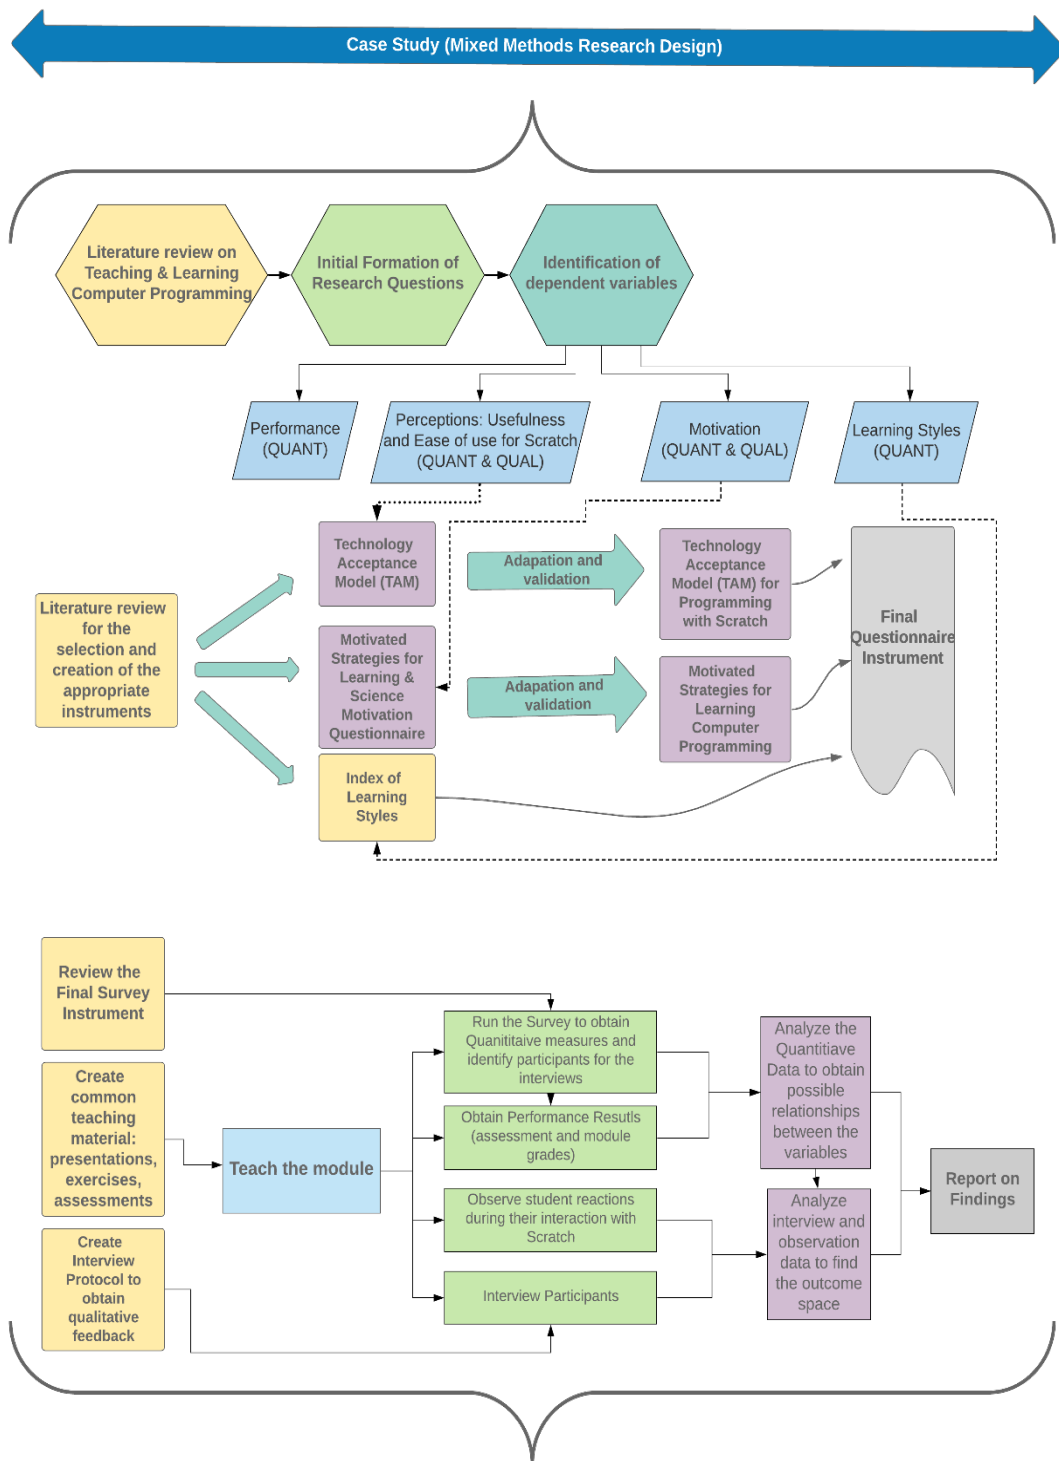 Case Study (Mixed Methods Research Design)
Literature review on
Teaching & Learning
Computer Programming
Initial Formation of
Research Questions
Identification of
dependent variables
Performance
(QUANT)
Perceptions: Usefulness
and Ease of use for Scratch
(QUANT & QUAL)
Motivation
(QUANT & QUAL)
Learning Styles
(QUANT)
Literature review
for the
selection and
creation of the
appropriate
instruments
Technology
Acceptance
Model (TAM)
Adapation and
validation
Technology
Acceptance
Model (TAM) for
Programming
with Scratch
Motivated
Strategies for
Learning &
Science
Motivation
Questionnaire
Adapation and
validation
Motivated
Strategies for
Learning
Computer
Programming
Index of
Learning
Styles
Final
Questionnaire
Instrument
Review the
Final Survey
Instrument
Create
common
teaching
material:
presentations,
exercises,
assessments
Create
Interview
Protocol to
obtain
qualitative
feedback
Teach the module
Run the Survey to obtain
Quanititaive measures and
identify participants for the
interviews
Obtain Performance Resutls
(assessment and module
grades)
Observe student reactions
during their interaction with
Scratch
Interview Participants
Analyze the
Quantitiave
Data to obtain
possible
relationships
between the
variables
Analyze
interview and
observation
data to find
the outcome
space
Report on
Findings